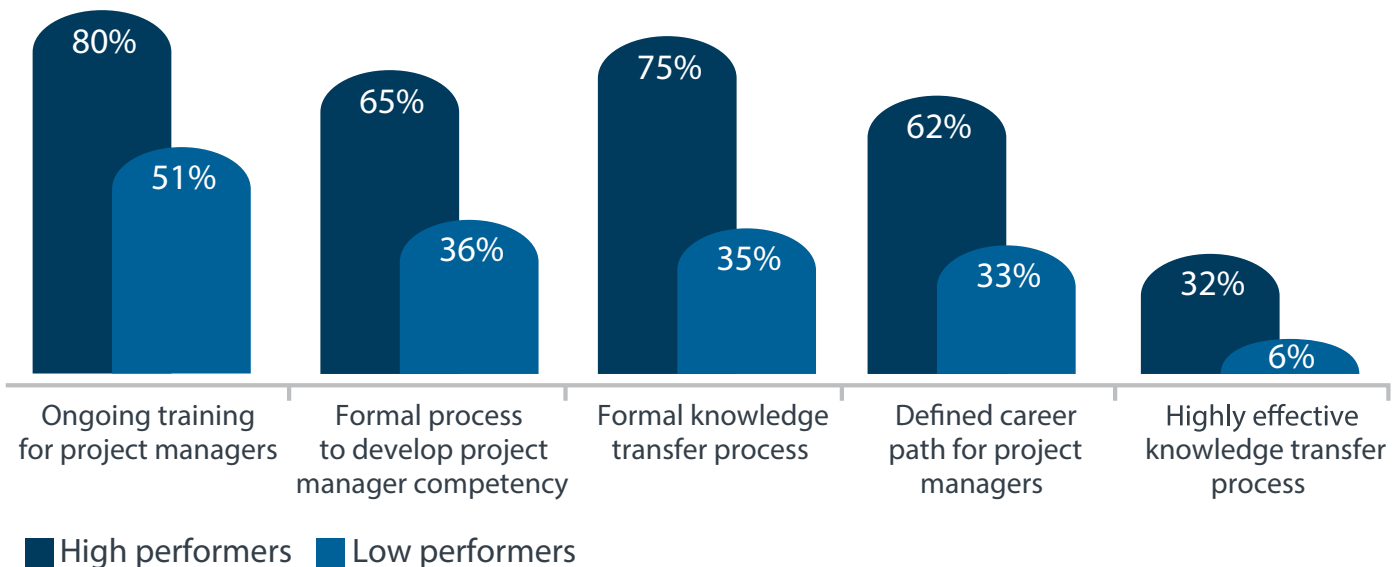 80%
51%
65%
36%
75%
35%
62%
33%
32%
6%
Ongoing training
for project managers
Formal process
to develop project
manager competency
Formal knowledge
transfer process
Defined career
path for project
managers
Highly effective
knowledge transfer
process
High performers
Low performers